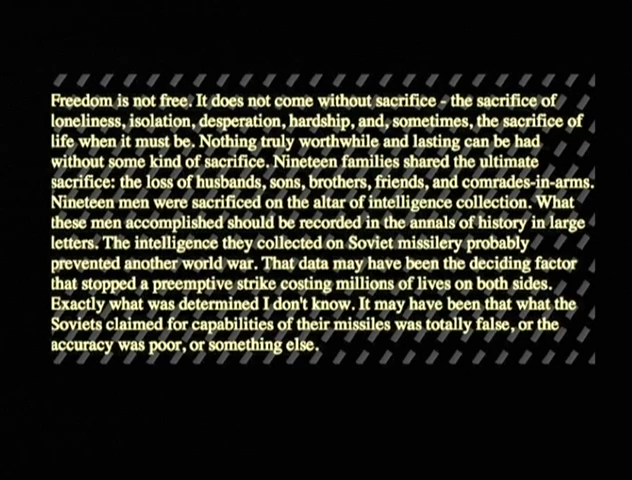 Freedom is not free. It does not come without sacrifice - the sacrifice of
loneliness, isolation, desperation, hardship, and, sometimes, the sacrifice of
life when it must be. Nothing truly worthwhile and lasting can be had
without some kind of sacrifice. Nineteen families shared the ultimate
sacrifice: the loss of husbands, sons, brothers, friends, and comrades-in-arms.
Nineteen men were sacrificed on the altar of intelligence collection. What
these men accomplished should be recorded in the annals of history in large
letters. The intelligence they collected on Soviet missilery probably
prevented another world war. That data may have been the deciding factor
that stopped a preemptive strike costing millions of lives on both sides.
Exactly what was determined I don't know. It may have been that what the
Soviets claimed for capabilities of their missiles was totally false, or the
accuracy was poor, or something else.